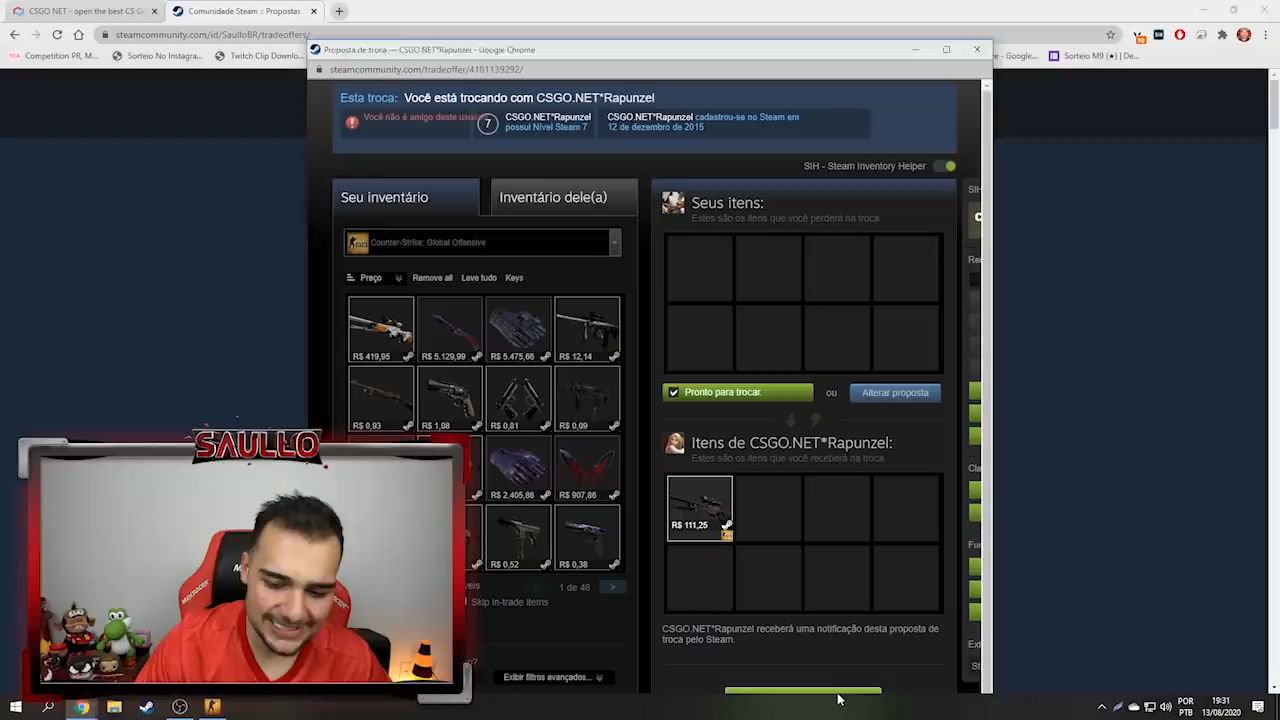 CSGO.NET - open the best CS G
Comunidade Steam :: Propostas
steamcommunity.com/id/SaulloBR/tradeoffers/
Competition PR, Min...
Sorteio No Instagra...
Twitch Clip Downlo...
Sorteio M9 (★) | De...
Proposta de troca — CSGO.NET*Rapunzel - Google Chrome
steamcommunity.com/tradeoffer/4181139292/
Esta troca: Você está trocando com CSGO.NET*Rapunzel
Você não é amigo deste usu
7
CSGO.NET*Rapunzel
possui Nível Steam 7
CSGO.NET*Rapunzel cadastrou-se no Steam em
12 de dezembro de 2015
SIH - Steam Inventory Helper
Seu inventário
Inventário dele(a)
Counter-Strike: Global Offensive
Preço
Remove all
Leve tudo
Keys
R$ 419,95
R$ 5.129,99
R$ 5.475,66
R$ 12,14
R$ 0,93
R$ 1,08
R$ 0,81
R$ 0,09
R$ 2.405,86
R$ 907,86
R$ 0,52
R$ 0,38
1 de 48
Skip in-trade items
Exibir filtros avançados...
Seus itens:
Estes são os itens que você perderá na troca.
Pronto para trocar.
ou
Alterar proposta
Itens de CSGO.NET*Rapunzel:
Estes são os itens que você receberá na troca.
R$ 111,25
CSGO.NET*Rapunzel receberá uma notificação desta proposta de
troca pelo Steam.
SAULLO
POR
PTB
19:31
13/08/2020